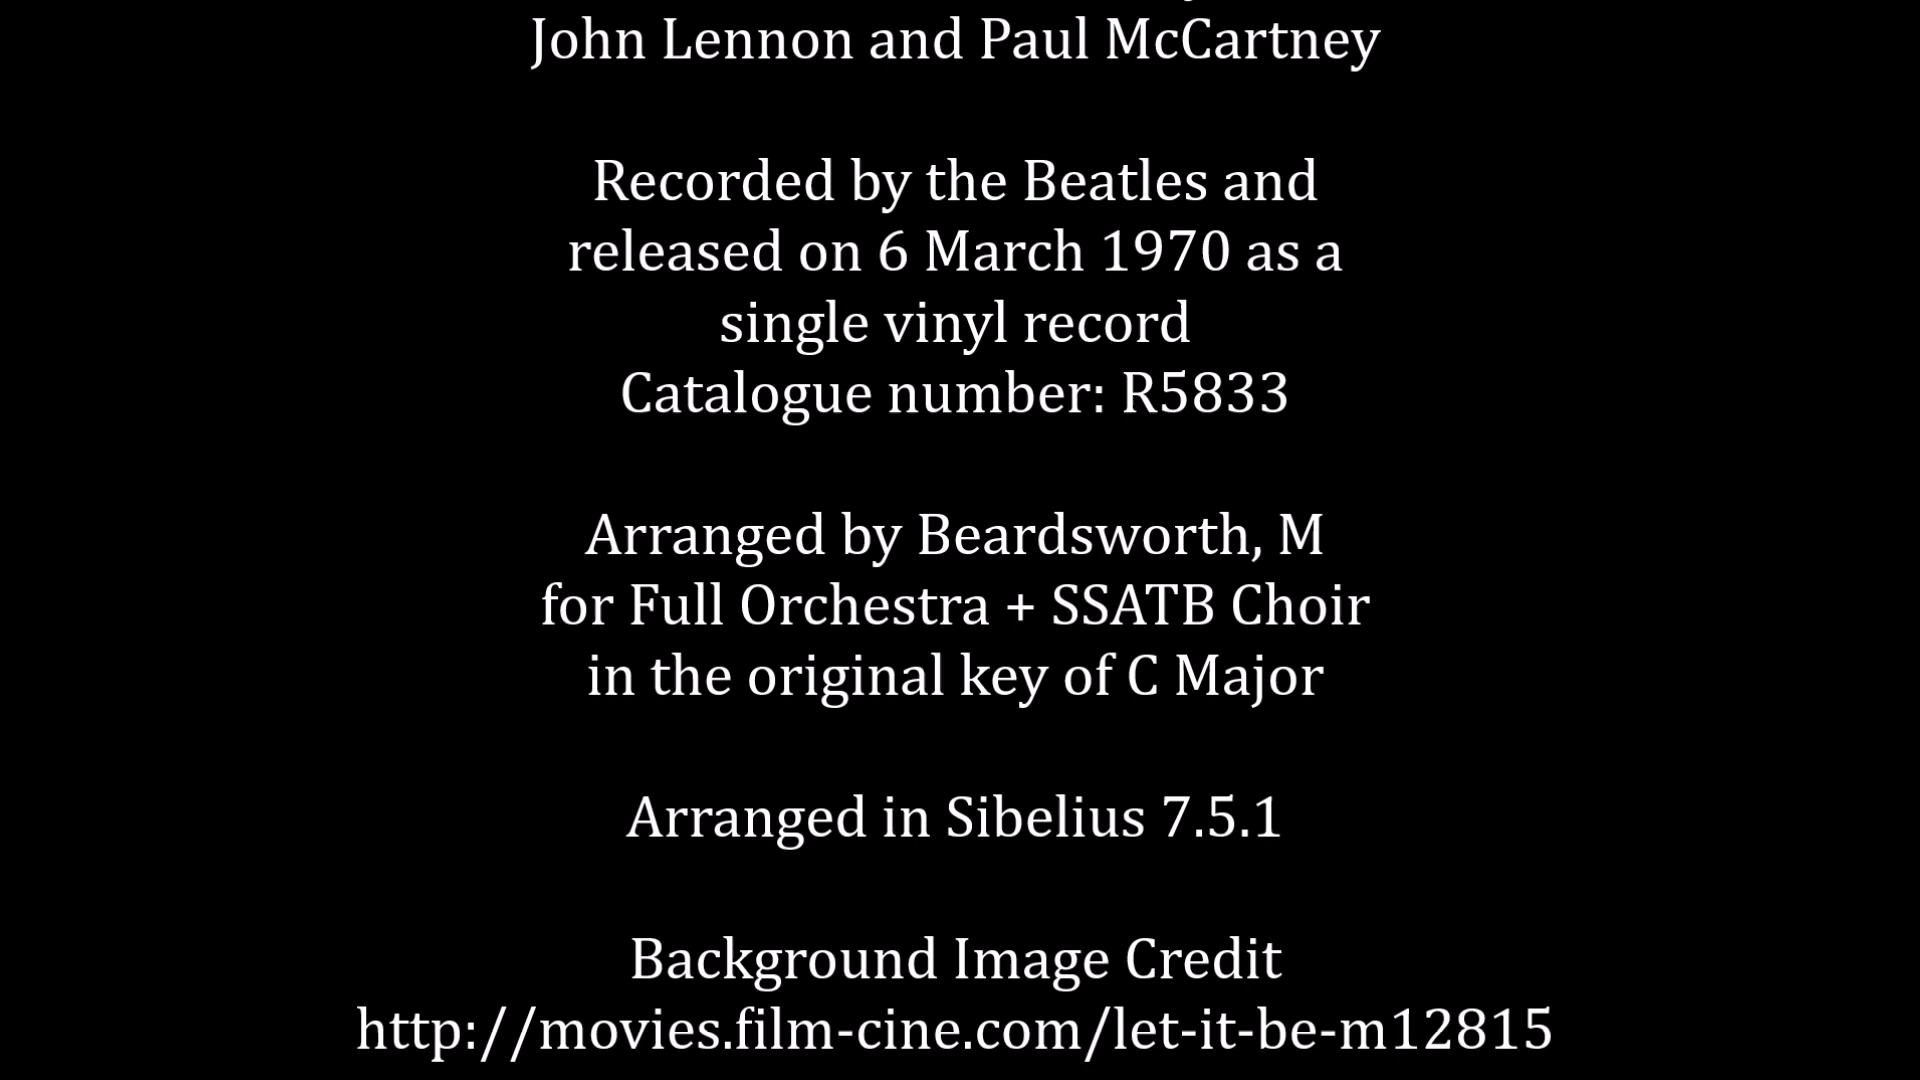 John Lennon and Paul McCartney
Recorded by the Beatles and
released on 6 March 1970 as a
single vinyl record
Catalogue number: R5833
Arranged by Beardsworth, M
for Full Orchestra + SSATB Choir
in the original key of C Major
Arranged in Sibelius 7.5.1
Background Image Credit
http://movies.film-cine.com/let-it-be-m12815